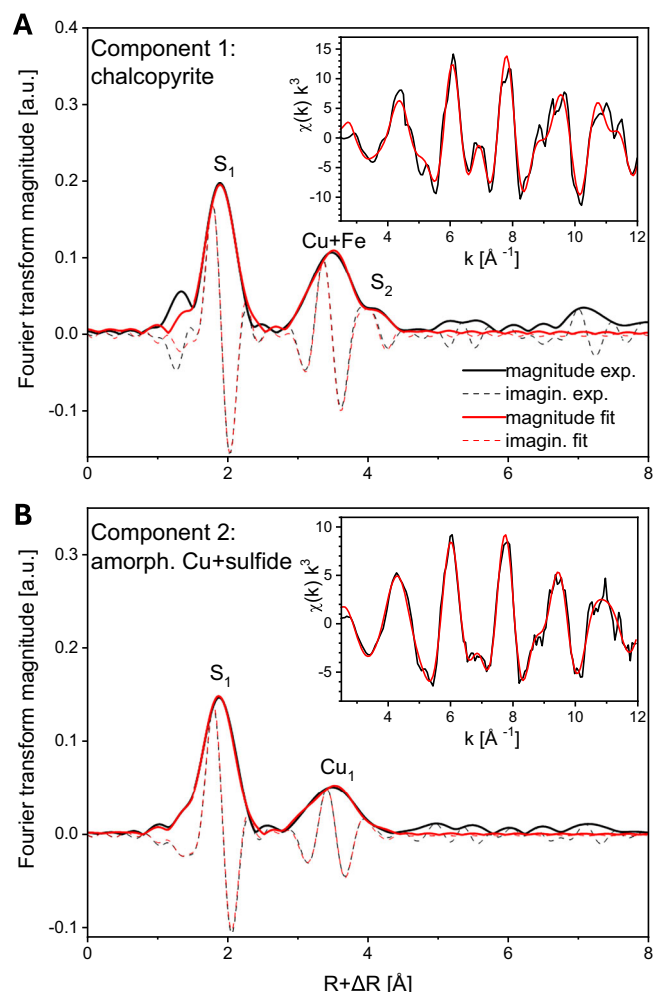 A
Component 1:
chalcopyrite
Fourier transform magnitude [a.u.]
0.4
0.3
0.2
0.1
0.0
-0.1
0
2
4
6
8
S1
Cu+Fe
S2
magnitude exp.
imagin. exp.
magnitude fit
imagin. fit
χ(k) k³
15
10
5
0
-5
-10
4
6
8
10
12
k [Å ⁻¹]
B
Component 2:
amorph. Cu+sulfide
Fourier transform magnitude [a.u.]
0.3
0.2
0.1
0.0
-0.1
0
2
4
6
8
R+ΔR [Å]
S1
Cu1
χ(k) k³
10
5
0
-5
4
6
8
10
12
k [Å ⁻¹]